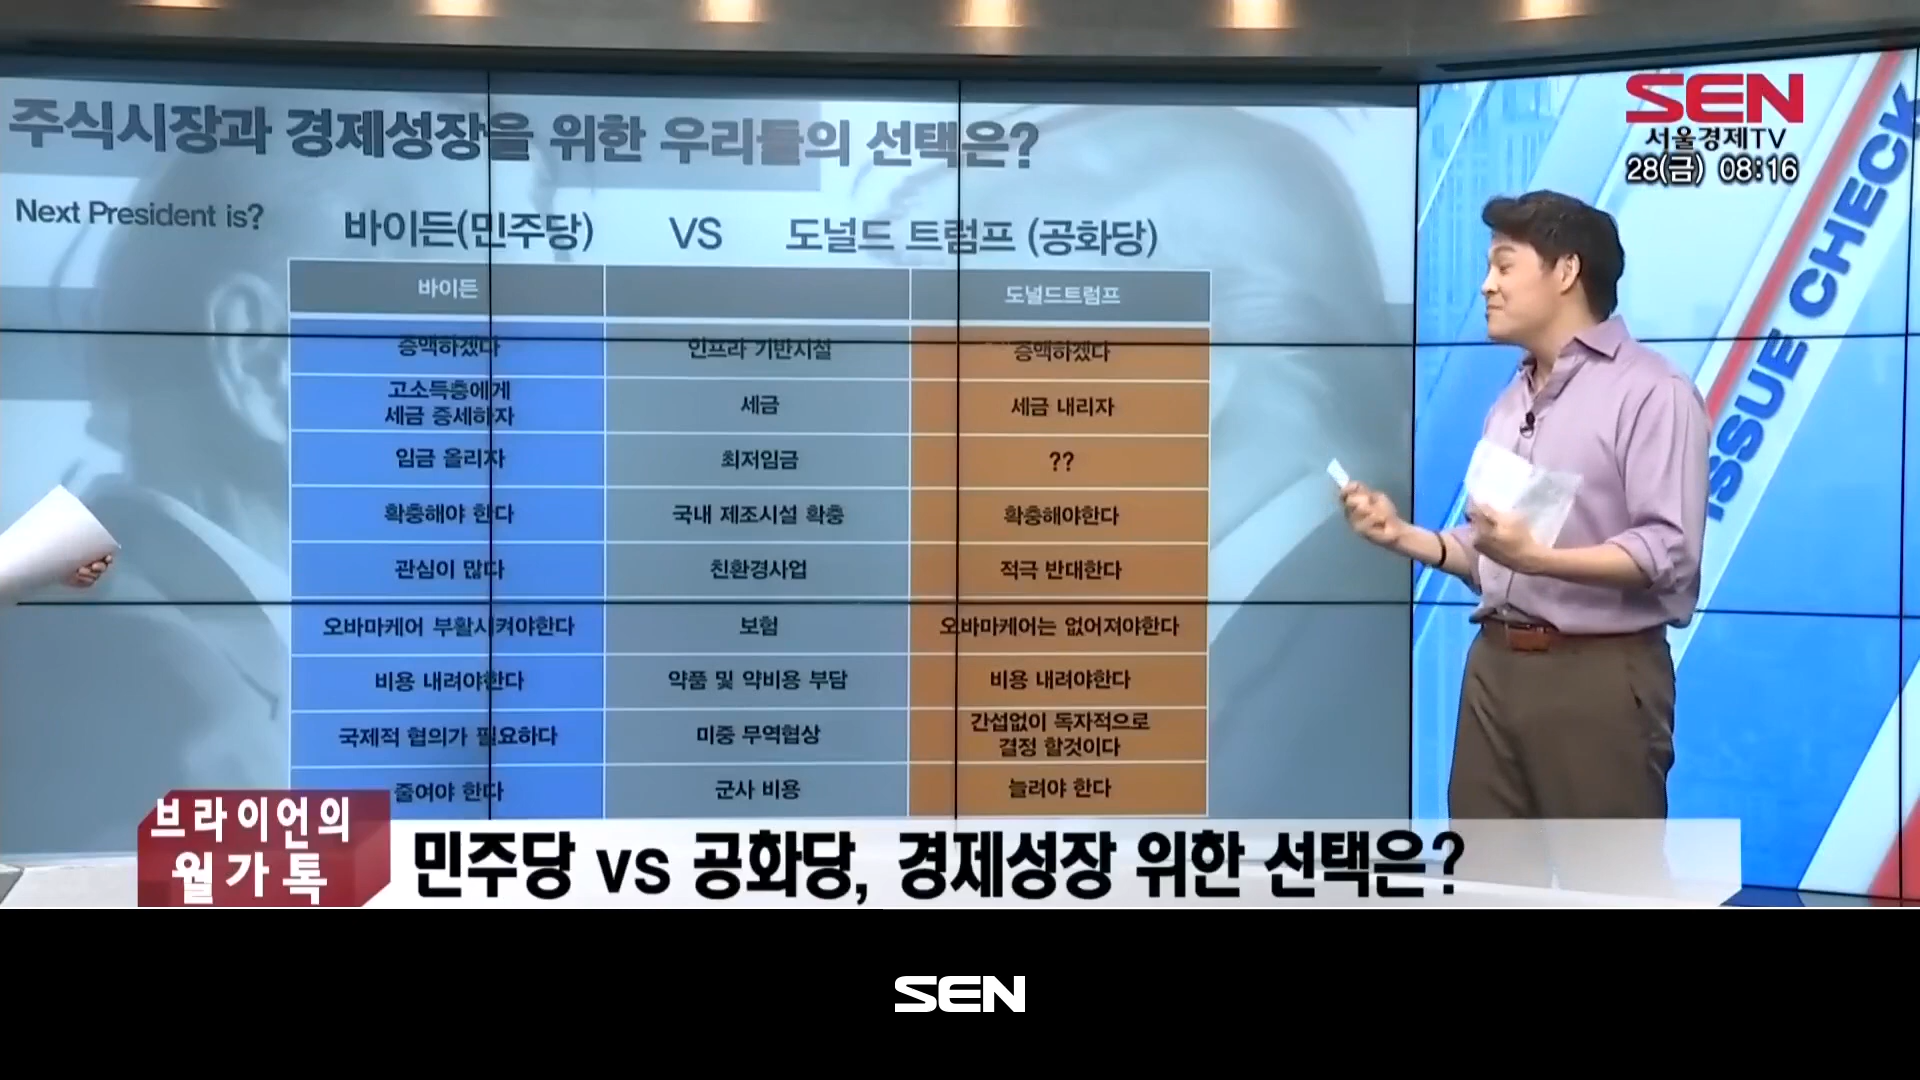 주식시장과 경제성장을 위한 우리들의 선택은?
SEN
서울경제TV
28(금) 08:16
ISSUE CHECK
Next President is?
바이든(민주당) VS 도널드 트럼프 (공화당)
바이든 도널드트럼프
증액하겠다 인프라 기반시설 증액하겠다
고소득층에게
세금 증세하자 세금 세금 내리자
임금 올리자 최저임금 ??
확충해야 한다 국내 제조시설 확충 확충해야한다
관심이 많다 친환경사업 적극 반대한다
오바마케어 부활시켜야한다 보험 오바마케어는 없어져야한다
비용 내려야한다 약품 및 약비용 부담 비용 내려야한다
국제적 협의가 필요하다 미중 무역협상 간섭없이 독자적으로
결정 할것이다
줄여야 한다 군사 비용 늘려야 한다
브라이언의
월가톡
민주당 vs 공화당, 경제성장 위한 선택은?
SEN